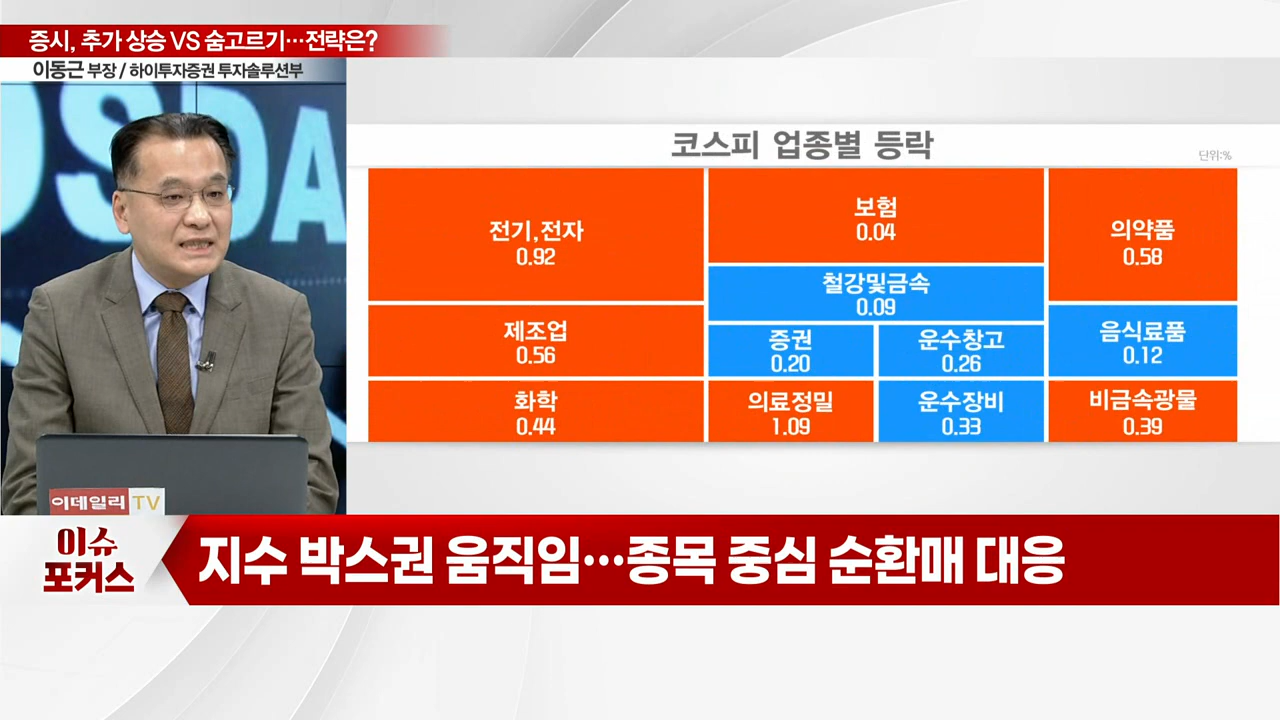 증시, 추가 상승 VS 숨고르기…전략은?
이동근 부장 / 하이투자증권 투자솔루션부
OSDA
코스피 업종별 등락
단위:%
전기,전자
0.92
보험
0.04
의약품
0.58
철강및금속
0.09
제조업
0.56
증권
0.20
운수창고
0.26
음식료품
0.12
화학
0.44
의료정밀
1.09
운수장비
0.33
비금속광물
0.39
이데일리 TV
이슈
포커스
지수 박스권 움직임…종목 중심 순환매 대응